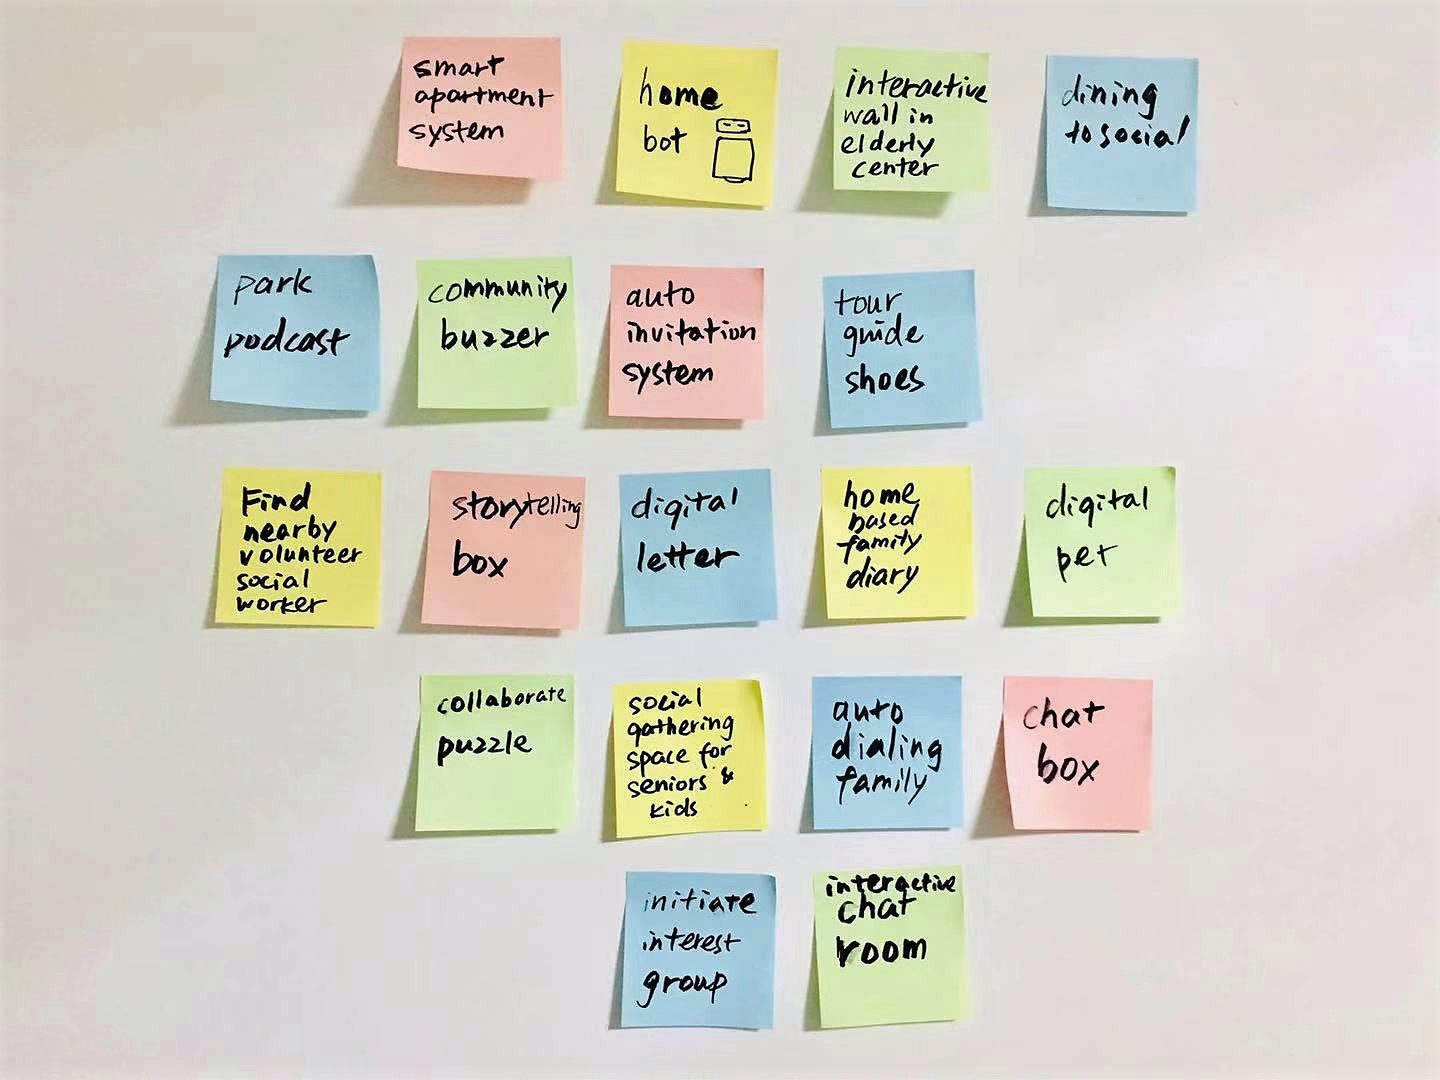 smart
apartment
system
home
bot
interactive
wall in
elderly
center
dining
to social
park
podcast
community
buzzer
auto
invitation
system
tour
guide
shoes
Find
nearby
volunteer
social
worker
storytelling
box
digital
letter
home
based
family
diary
digital
pet
collaborate
puzzle
social
gathering
space for
seniors &
kids
auto
dialing
family
chat
box
initiate
interest
group
interactive
chat
room